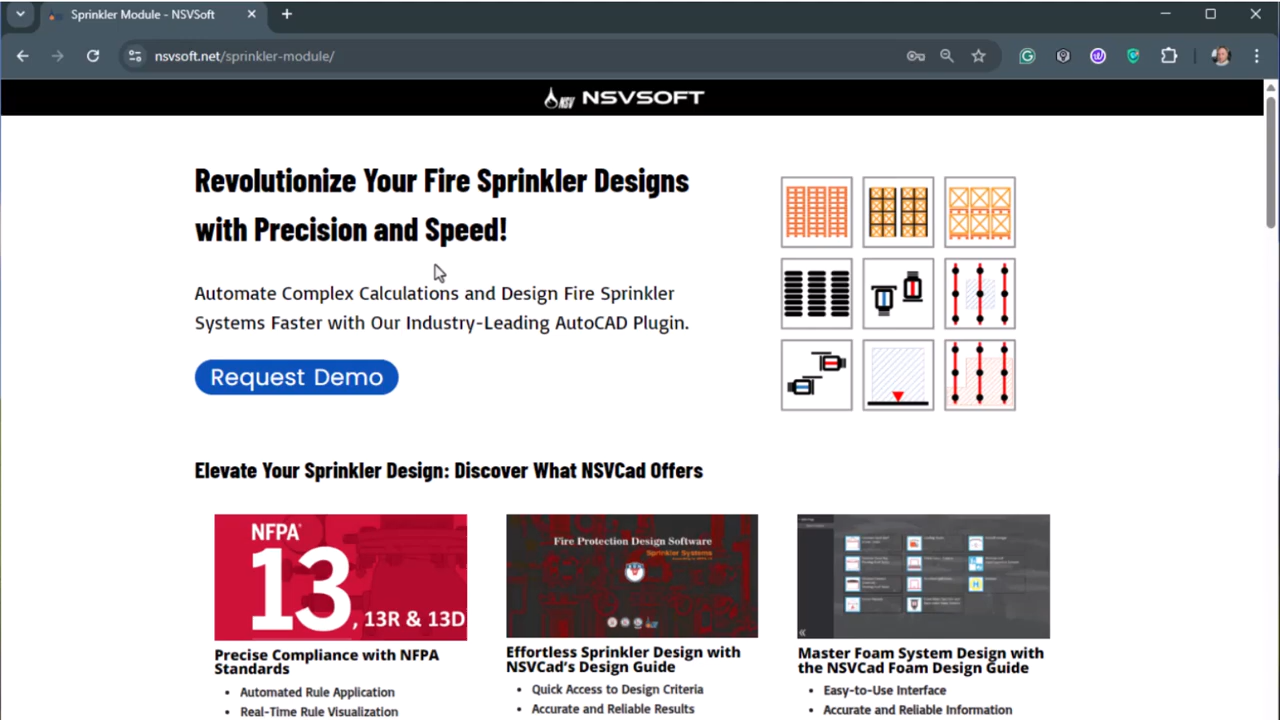 Sprinkler Module - NSVSoft
nsvsoft.net/sprinkler-module/
NSV NSVSOFT
Revolutionize Your Fire Sprinkler Designs
with Precision and Speed!
Automate Complex Calculations and Design Fire Sprinkler
Systems Faster with Our Industry-Leading AutoCAD Plugin.
Request Demo
Elevate Your Sprinkler Design: Discover What NSVCad Offers
NFPA®
13, 13R & 13D
Fire Protection Design Software
Sprinkler Systems
Precise Compliance with NFPA
Standards
Automated Rule Application
Real-Time Rule Visualization
Effortless Sprinkler Design with
NSVCad's Design Guide
Quick Access to Design Criteria
Accurate and Reliable Results
Master Foam System Design with
the NSVCad Foam Design Guide
Easy-to-Use Interface
Accurate and Reliable Information